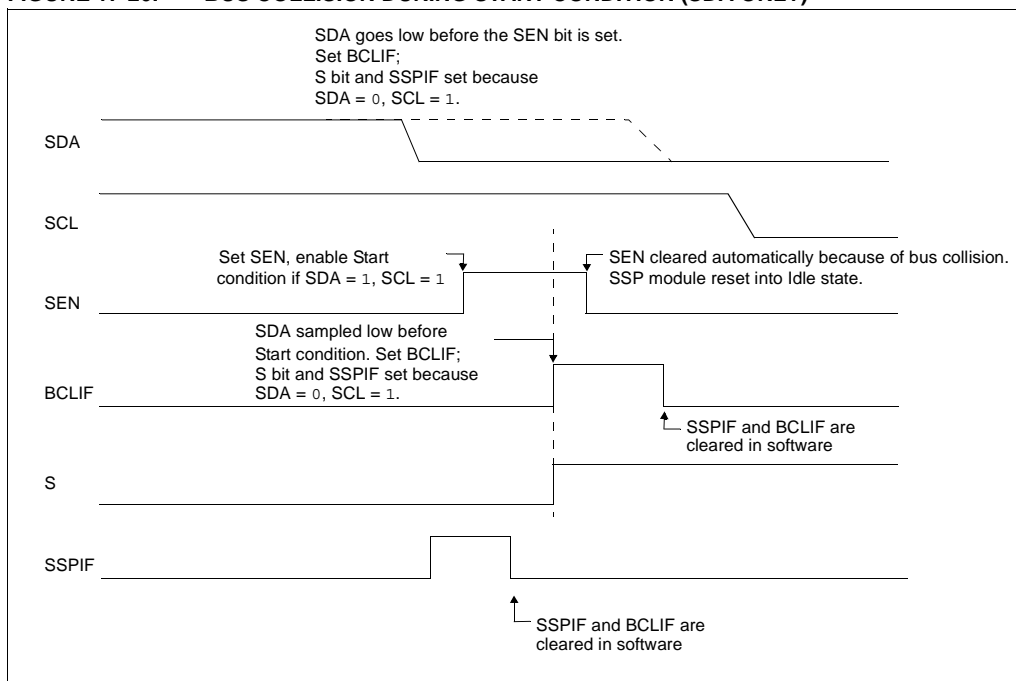 SDA goes low before the SEN bit is set.
Set BCLIF;
S bit and SSPIF set because
SDA = 0, SCL = 1.
SDA
SCL
Set SEN, enable Start
condition if SDA = 1, SCL = 1
SEN cleared automatically because of bus collision.
SSP module reset into Idle state.
SEN
SDA sampled low before
Start condition. Set BCLIF;
S bit and SSPIF set because
SDA = 0, SCL = 1.
BCLIF
SSPIF and BCLIF are
cleared in software
S
SSPIF
SSPIF and BCLIF are
cleared in software